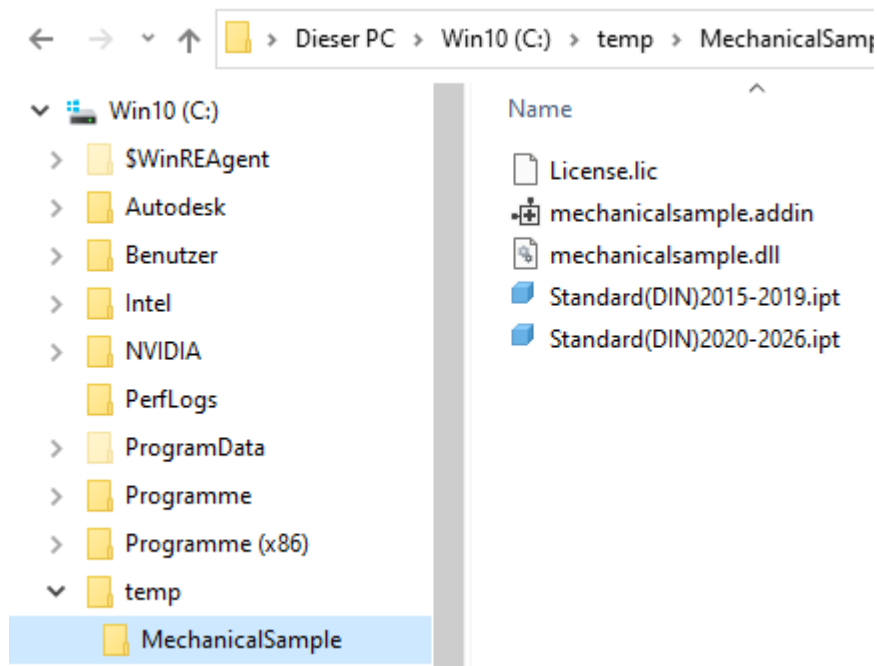 Dieser PC > Win10 (C:) > temp > MechanicalSamp
Win10 (C:)
$WinREAgent
Autodesk
Benutzer
Intel
NVIDIA
PerfLogs
ProgramData
Programme
Programme (x86)
temp
MechanicalSample
Name
License.lic
mechanicalsample.addin
mechanicalsample.dll
Standard(DIN)2015-2019.ipt
Standard(DIN)2020-2026.ipt